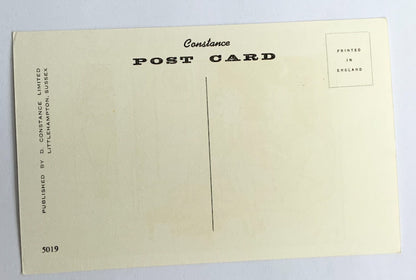 Constance
POST CARD
PRINTED
IN
ENGLAND
PUBLISHED BY D. CONSTANCE LIMITED
LITTLEHAMPTON, SUSSEX
5019